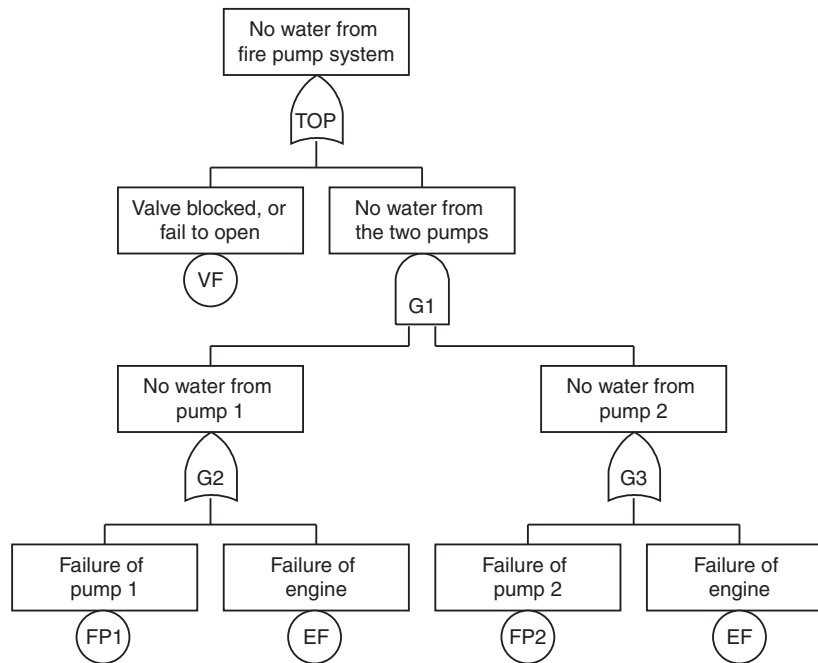 No water from
fire pump system
TOP
Valve blocked, or
fail to open
No water from
the two pumps
VF
G1
No water from
pump 1
No water from
pump 2
G2
G3
Failure of
pump 1
Failure of
engine
Failure of
pump 2
Failure of
engine
FP1
EF
FP2
EF